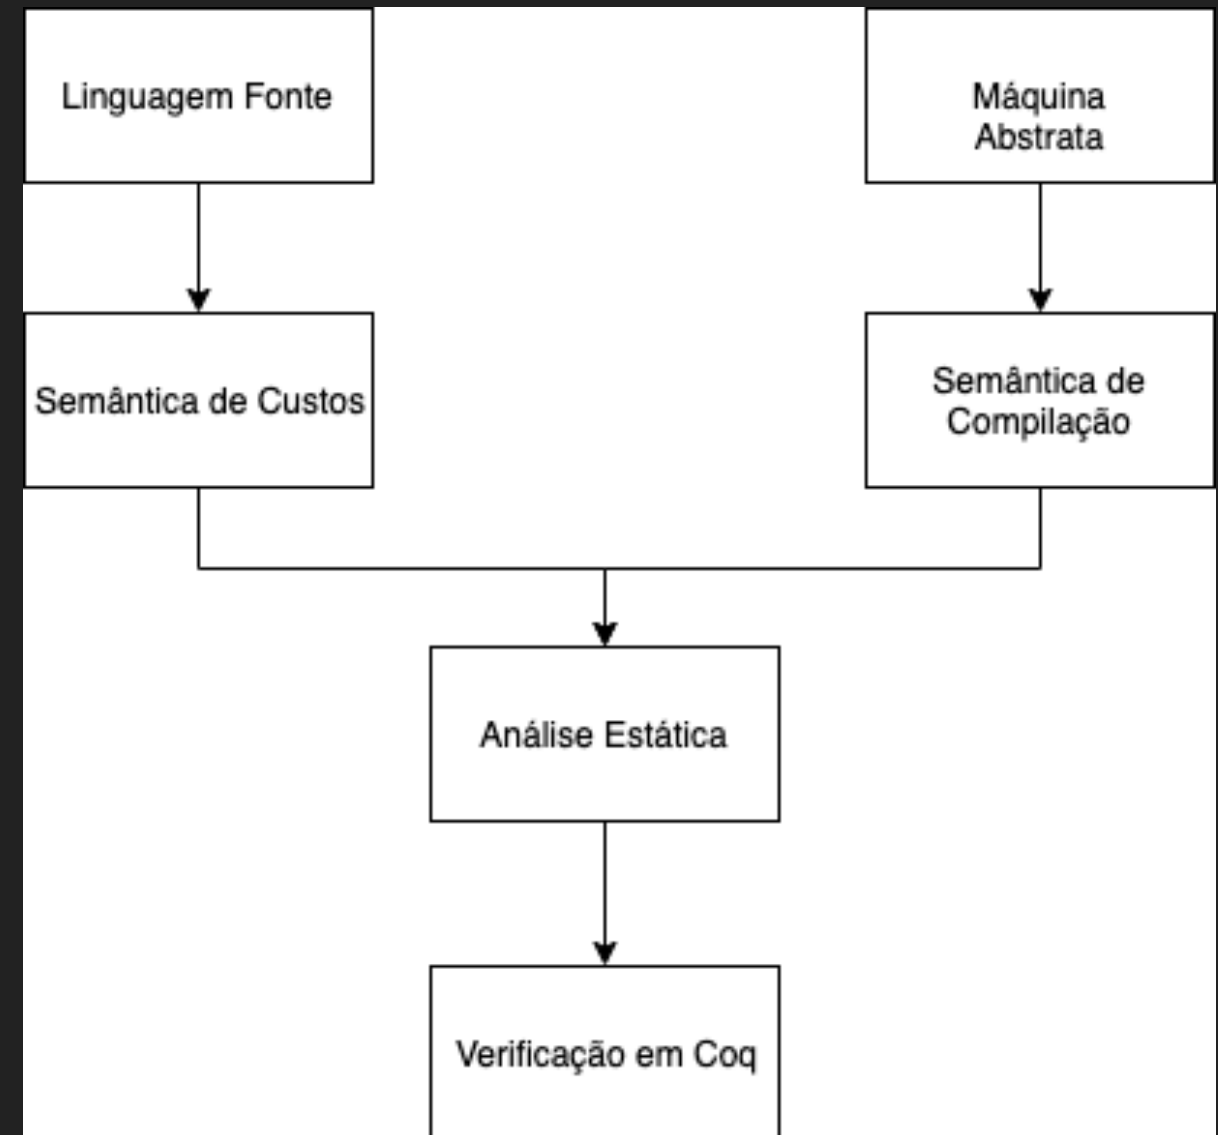 Linguagem Fonte
Máquina
Abstrata
Semântica de Custos
Semântica de
Compilação
Análise Estática
Verificação em Coq